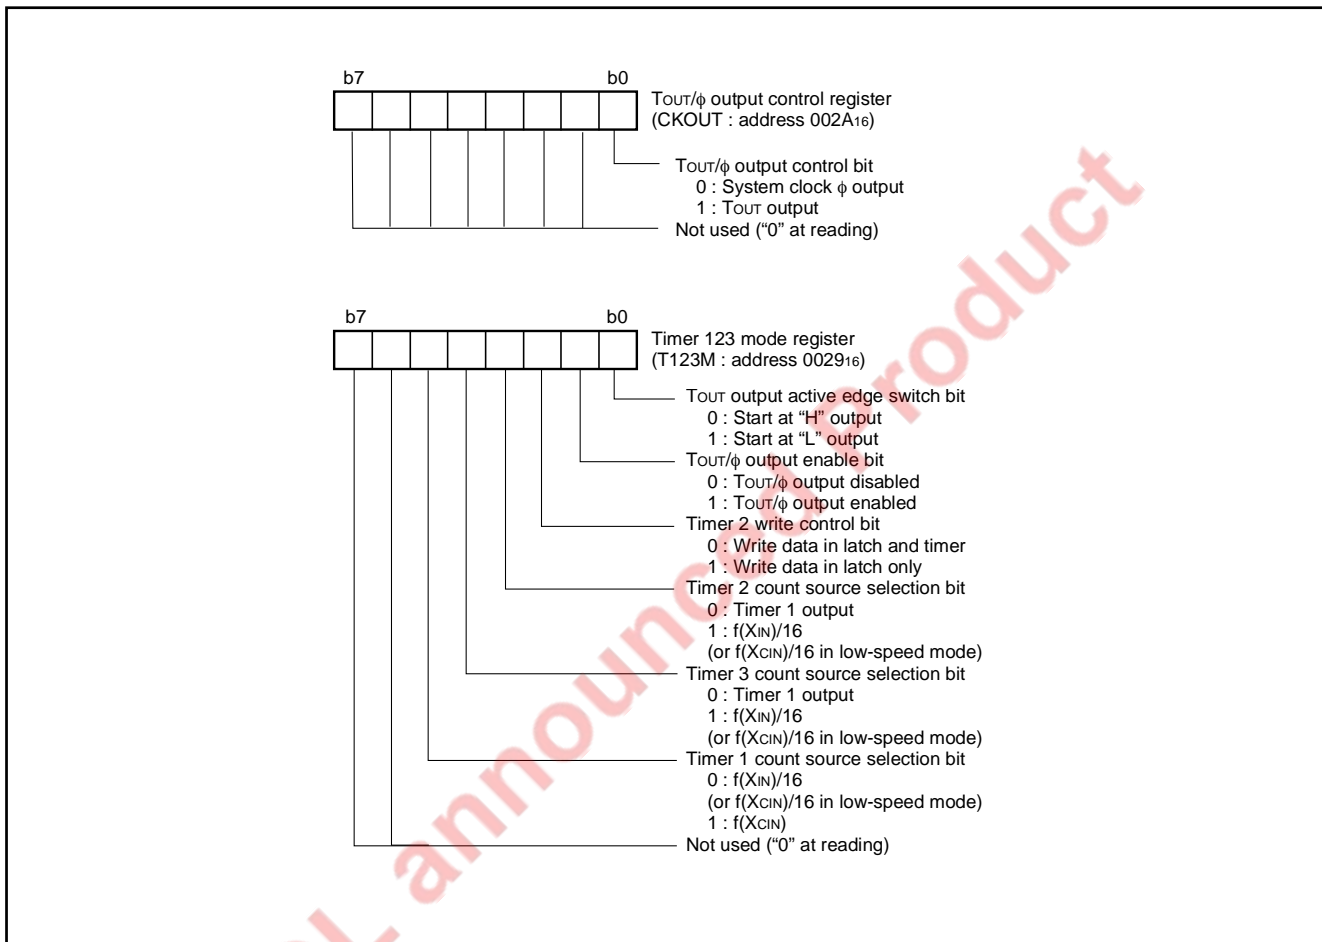 b7 b0
TOUT/ϕ output control register
(CKOUT : address 002A16)
TOUT/ϕ output control bit
0 : System clock ϕ output
1 : TOUT output
Not used (“0” at reading)
b7 b0
Timer 123 mode register
(T123M : address 002916)
TOUT output active edge switch bit
0 : Start at “H” output
1 : Start at “L” output
TOUT/ϕ output enable bit
0 : TOUT/ϕ output disabled
1 : TOUT/ϕ output enabled
Timer 2 write control bit
0 : Write data in latch and timer
1 : Write data in latch only
Timer 2 count source selection bit
0 : Timer 1 output
1 : f(XIN)/16
(or f(XCIN)/16 in low-speed mode)
Timer 3 count source selection bit
0 : Timer 1 output
1 : f(XIN)/16
(or f(XCIN)/16 in low-speed mode)
Timer 1 count source selection bit
0 : f(XIN)/16
(or f(XCIN)/16 in low-speed mode)
1 : f(XCIN)
Not used (“0” at reading)
announced Product